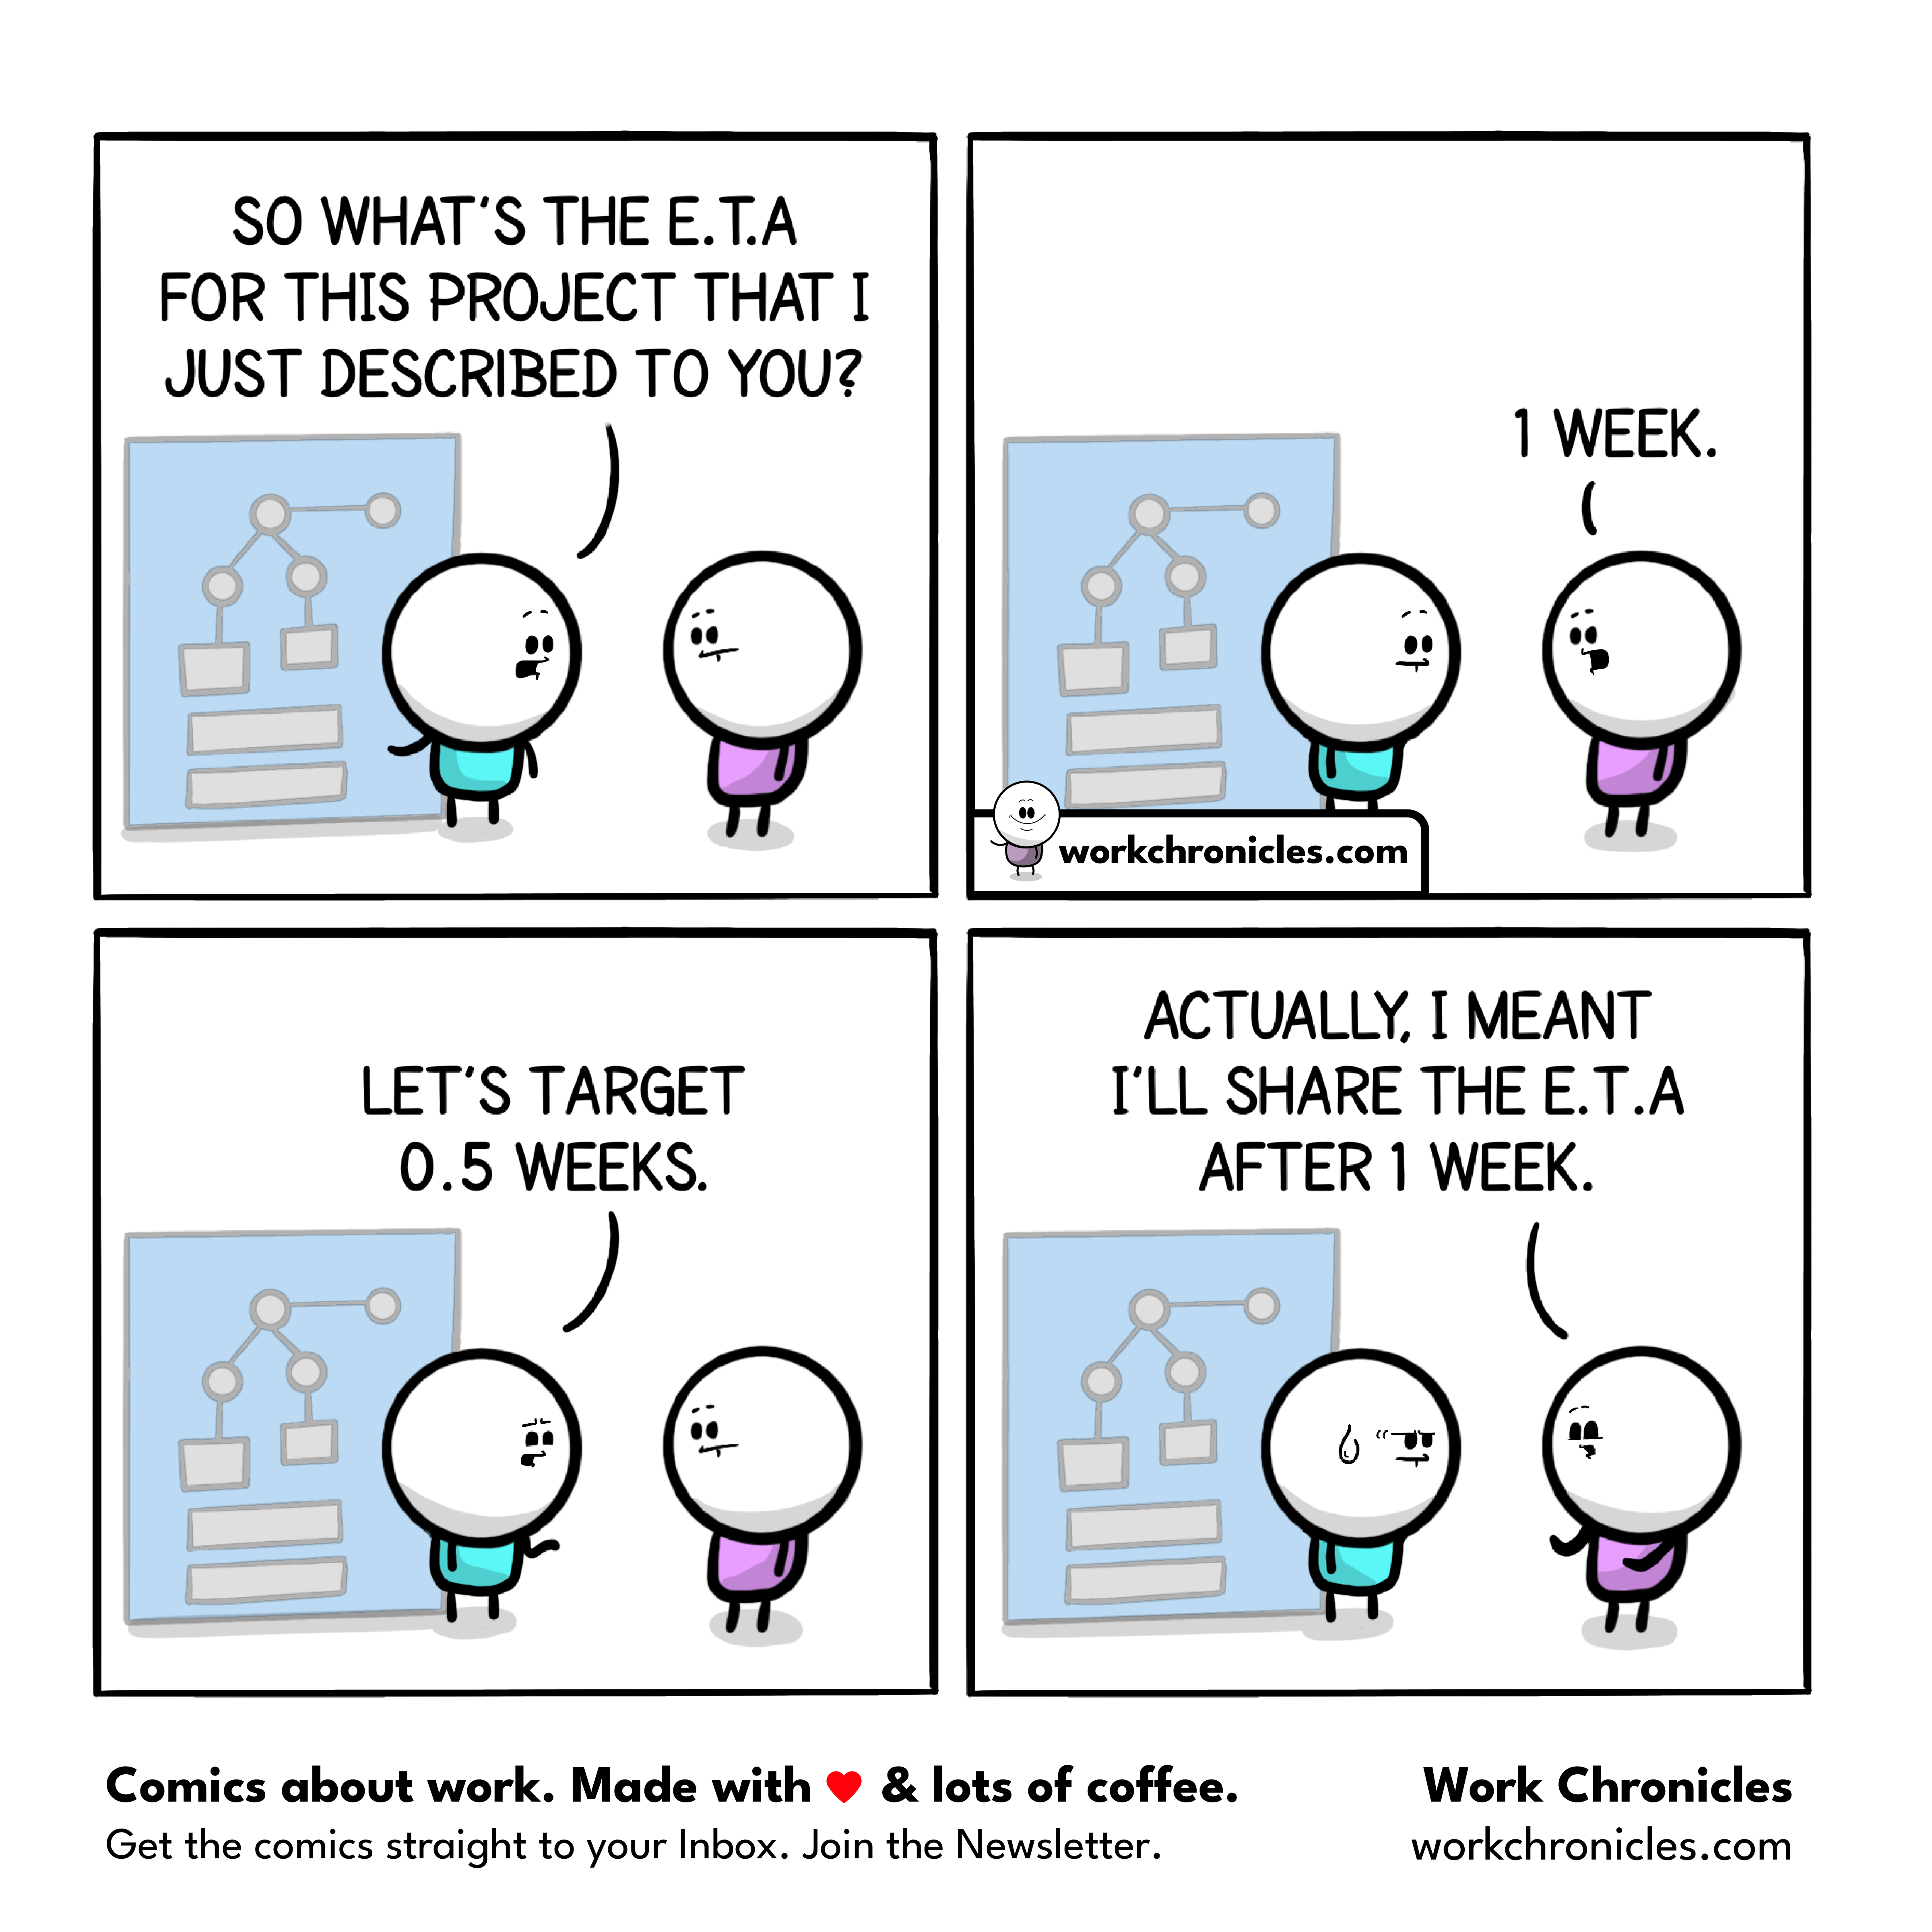 SO WHAT'S THE E.T.A
FOR THIS PROJECT THAT I
JUST DESCRIBED TO YOU?
1 WEEK.
workchronicles.com
LET'S TARGET
0.5 WEEKS.
ACTUALLY, I MEANT
I'LL SHARE THE E.T.A
AFTER 1 WEEK.
Comics about work. Made with ❤ & lots of coffee.
Get the comics straight to your Inbox. Join the Newsletter.
Work Chronicles
workchronicles.com